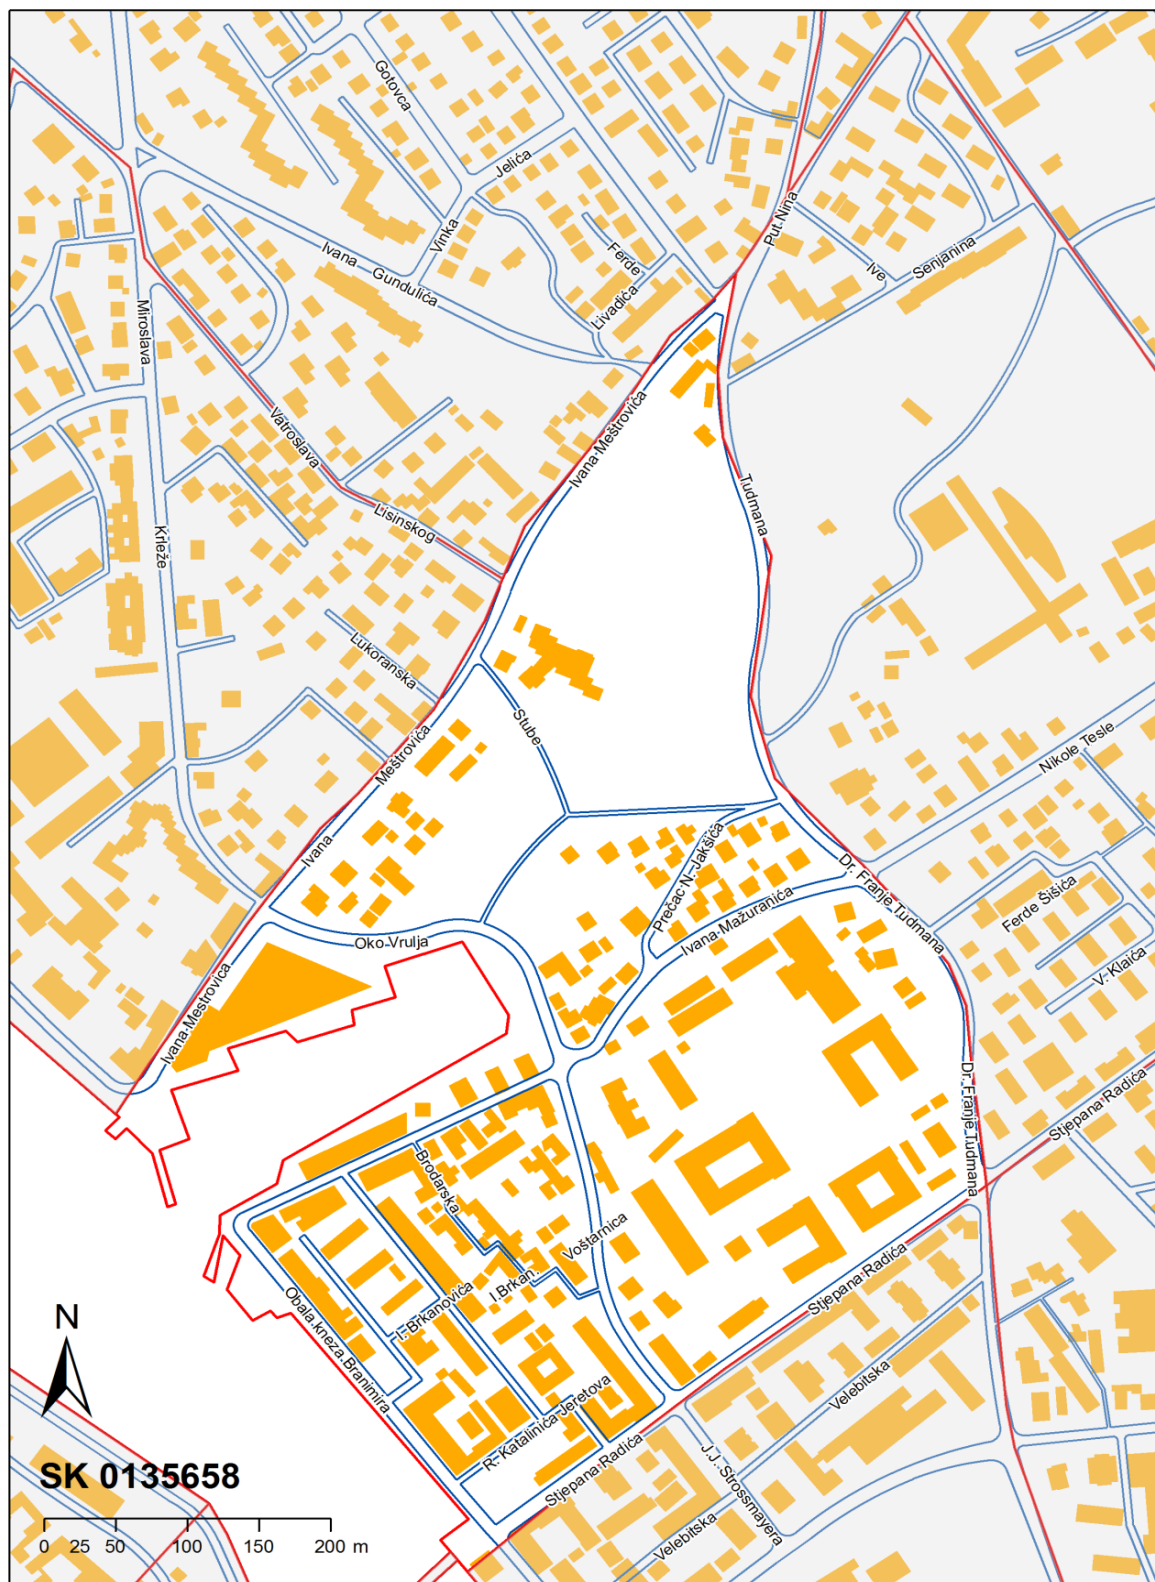 Gotovca
Jelića
Vinka
Ferde
Livadića
Put Nina
Ive
Senjanina
Ivana
Gundulića
Miroslava
Krleže
Vatroslava
Lisinskog
Ivana Meštrovića
Tuđmana
Lukoranska
Stube
Ivana
Meštrovića
Nikole Tesle
Prečac N. Jakšića
Ivana Mažuranića
Dr. Franje Tuđmana
Ferde Šišića
V. Klaića
Oko Vrulja
Ivana Meštrovića
Dr. Franje Tuđmana
Stjepana Radića
Brodarska
Voštarnica
I.Brkan.
I. Brkanovića
Obala kneza Branimira
Stjepana Radića
R. Katalinića Jeretova
Stjepana Radića
Velebitska
J.J. Strossmayera
Velebitska
N
SK 0135658
0 25 50 100 150 200 m